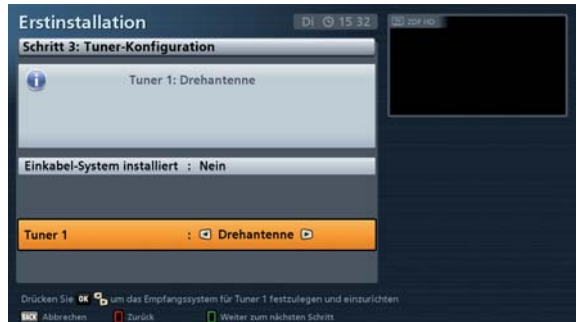 Erstinstallation
Di 15 32
ZDF HD
Schritt 3: Tuner-Konfiguration
Tuner 1: Drehantenne
Einkabel-System installiert : Nein
Tuner 1 : Drehantenne
Drücken Sie OK um das Empfangssystem für Tuner 1 festzulegen und einzurichten
BACK Abbrechen Zurück Weiter zum nächsten Schritt